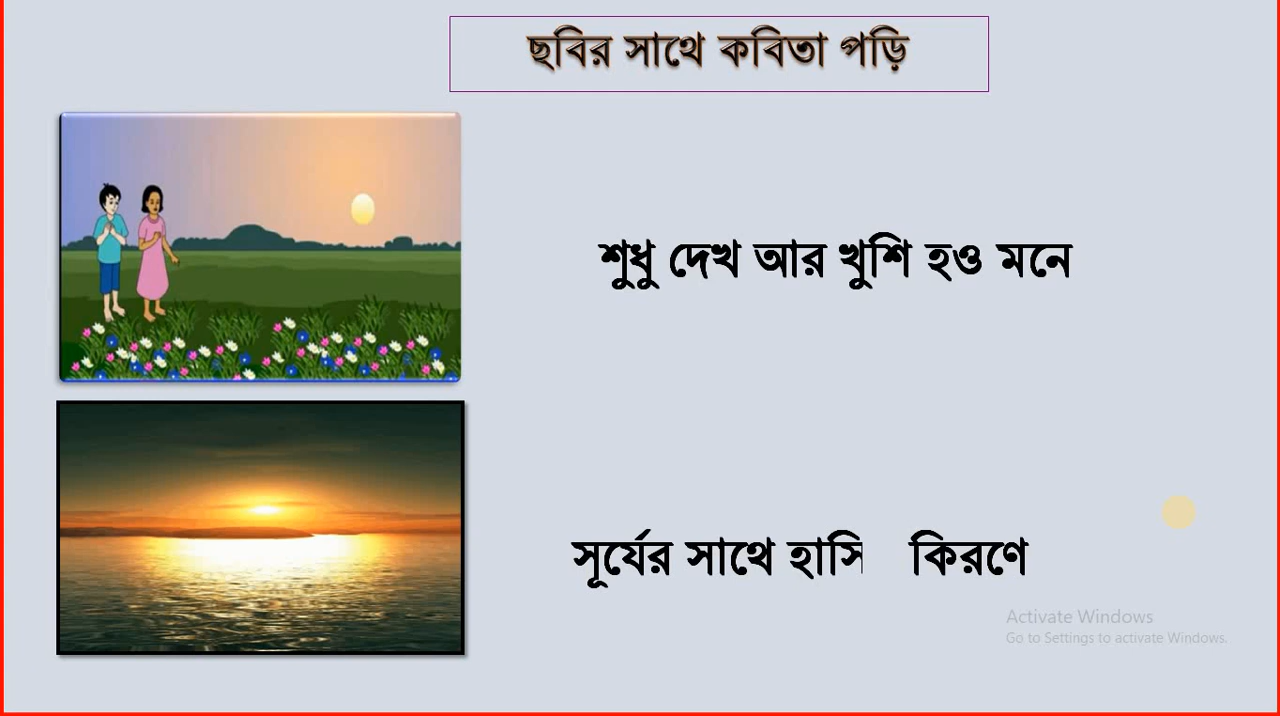 ছবির সাথে কবিতা পড়ি
শুধু দেখ আর খুশি হও মনে
সূর্যের সাথে হাসি কিরণে
Activate Windows
Go to Settings to activate Windows.